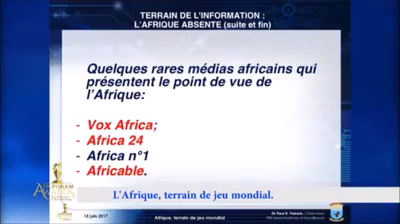 TERRAIN DE L'INFORMATION :
L'AFRIQUE ABSENTE (suite et fin)
Quelques rares médias africains qui
présentent le point de vue de
l'Afrique:
- Vox Africa;
- Africa 24
- Africa n°1
- Africable.
L'Afrique, terrain de jeu mondial.
15 juin 2017
Afrique, terrain de jeu mondial